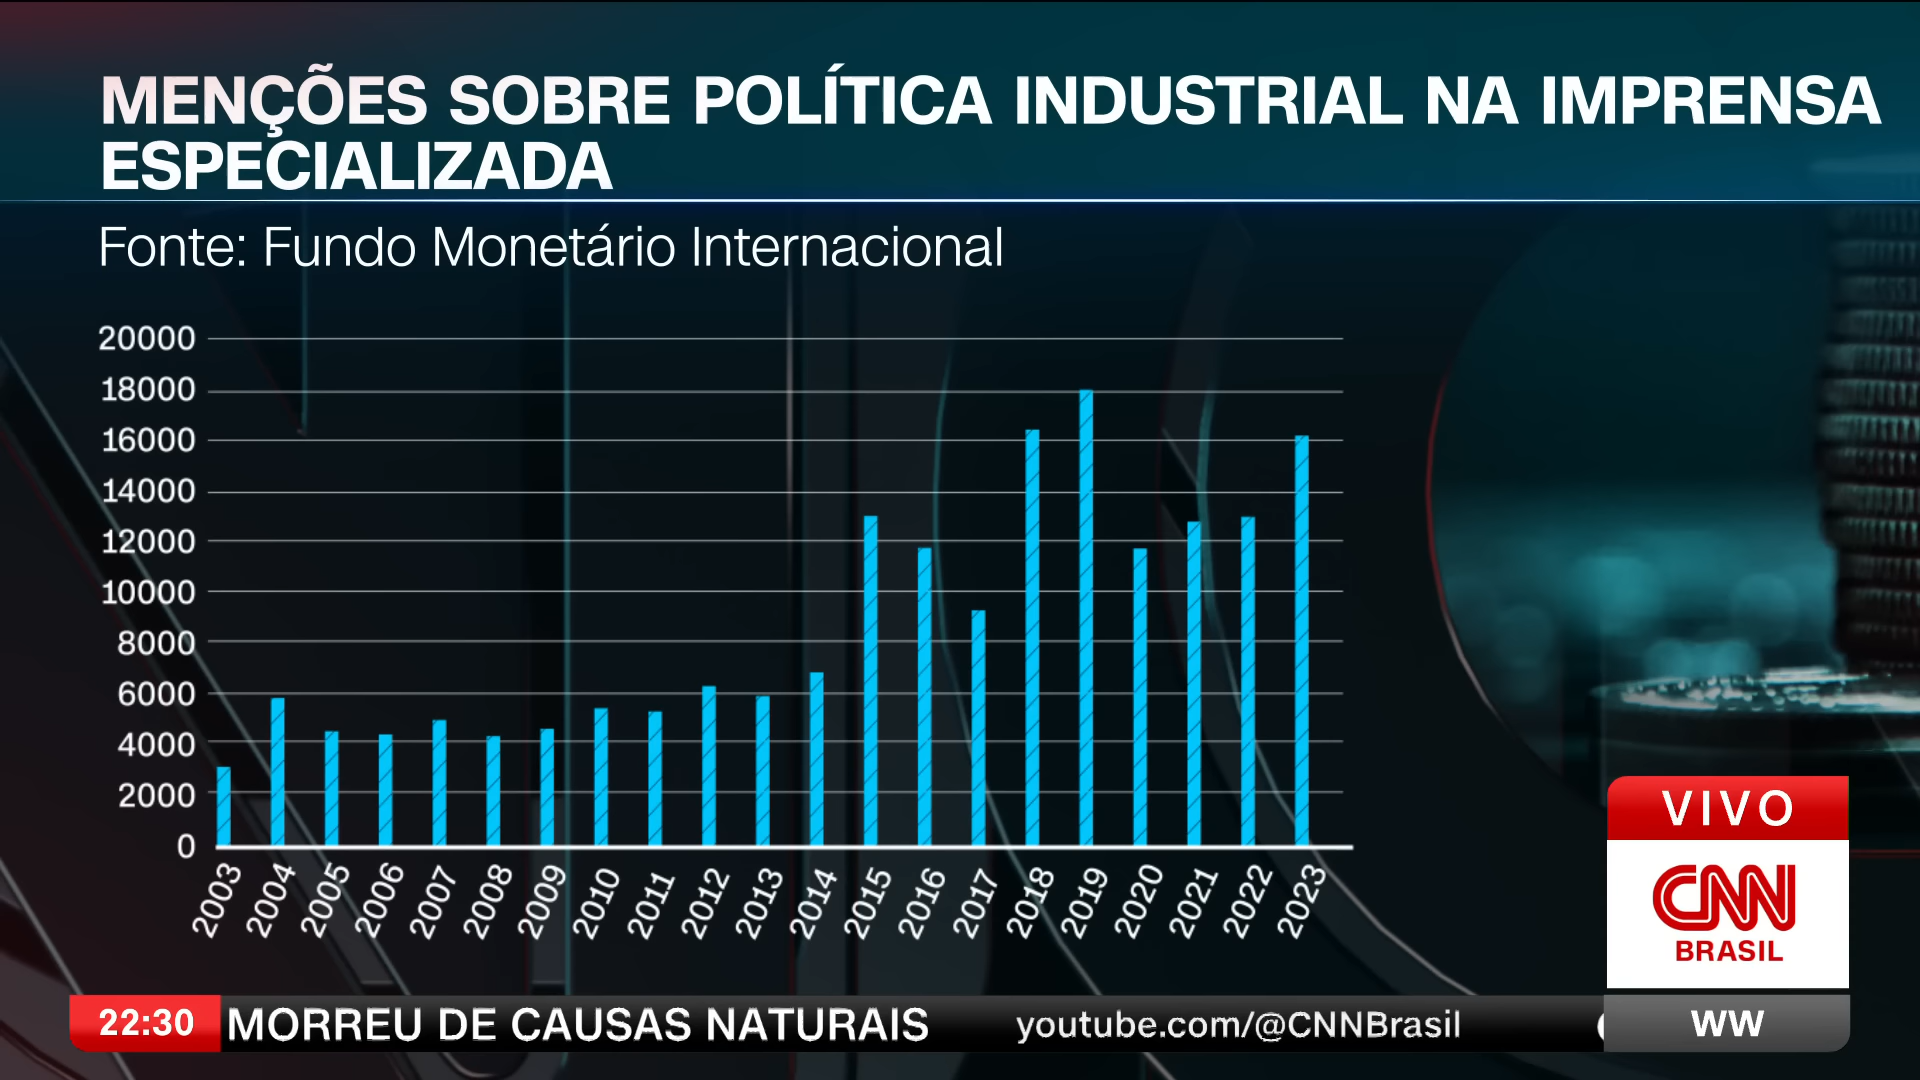 MENÇÕES SOBRE POLÍTICA INDUSTRIAL NA IMPRENSA
ESPECIALIZADA
Fonte: Fundo Monetário Internacional
20000
18000
16000
14000
12000
10000
8000
6000
4000
2000
0
2003 2004 2005 2006 2007 2008 2009 2010 2011 2012 2013 2014 2015 2016 2017 2018 2019 2020 2021 2022 2023
VIVO
CNN
BRASIL
22:30 MORREU DE CAUSAS NATURAIS youtube.com/@CNNBrasil
WW